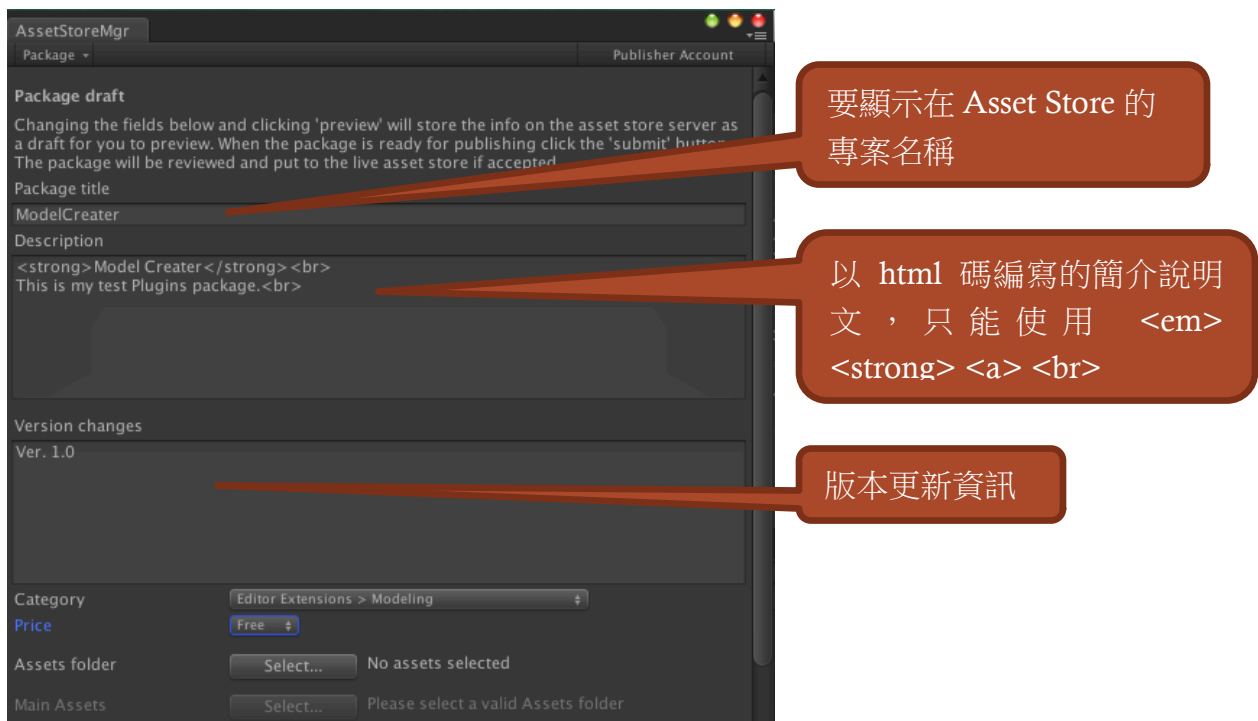 AssetStoreMgr
Package
Publisher Account
Package draft
Changing the fields below and clicking 'preview' will store the info on the asset store server as
a draft for you to preview. When the package is ready for publishing click the 'submit' button
The package will be reviewed and put to the live asset store if accepted
Package title
ModelCreater
Description
<strong>Model Creater</strong><br>
This is my test Plugins package.<br>
Version changes
Ver. 1.0
Category
Editor Extensions > Modeling
Price
Free
Assets folder
Select...
No assets selected
Main Assets
Select...
Please select a valid Assets folder
要顯示在 Asset Store 的
專案名稱
以 html 碼編寫的簡介說明
文，只能使用 <em>
<strong> <a> <br>
版本更新資訊